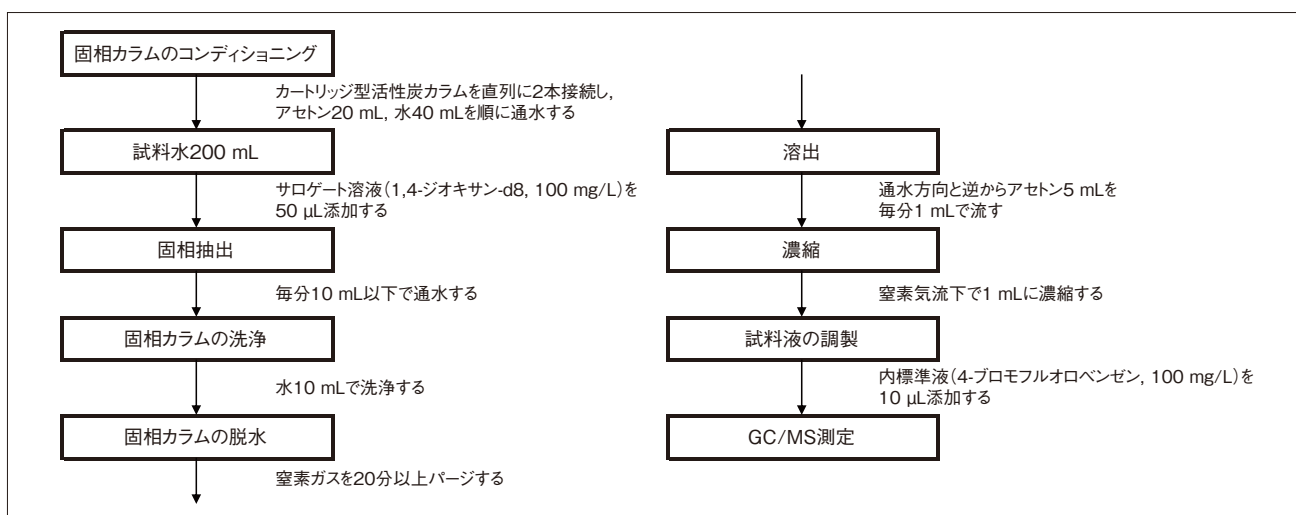 固相カラムのコンディショニング
カートリッジ型活性炭カラムを直列に2本接続し,
アセトン20 mL, 水40 mLを順に通水する
試料水200 mL
サロゲート溶液(1,4-ジオキサン-d8, 100 mg/L)を
50 µL添加する
固相抽出
毎分10 mL以下で通水する
固相カラムの洗浄
水10 mLで洗浄する
固相カラムの脱水
窒素ガスを20分以上パージする
溶出
通水方向と逆からアセトン5 mLを
毎分1 mLで流す
濃縮
窒素気流下で1 mLに濃縮する
試料液の調製
内標準液(4-ブロモフルオロベンゼン, 100 mg/L)を
10 µL添加する
GC/MS測定